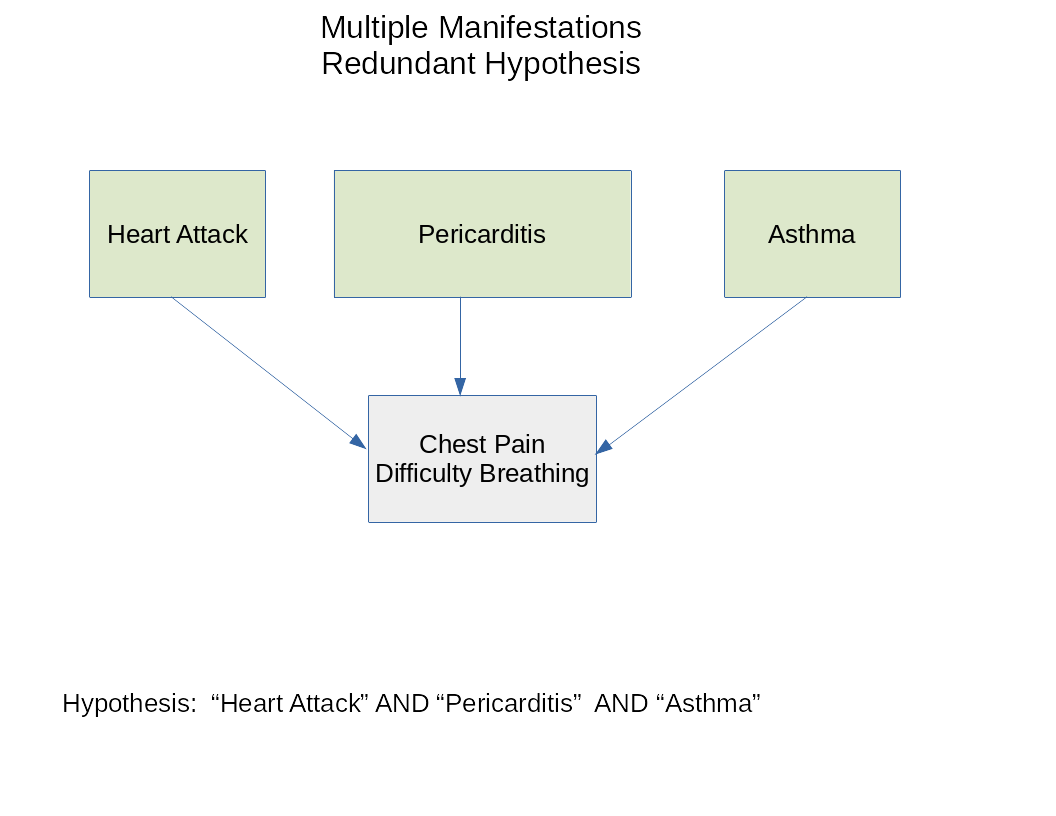 Multiple Manifestations
Redundant Hypothesis
Heart Attack
Pericarditis
Asthma
Chest Pain
Difficulty Breathing
Hypothesis:  “Heart Attack” AND “Pericarditis”  AND “Asthma”